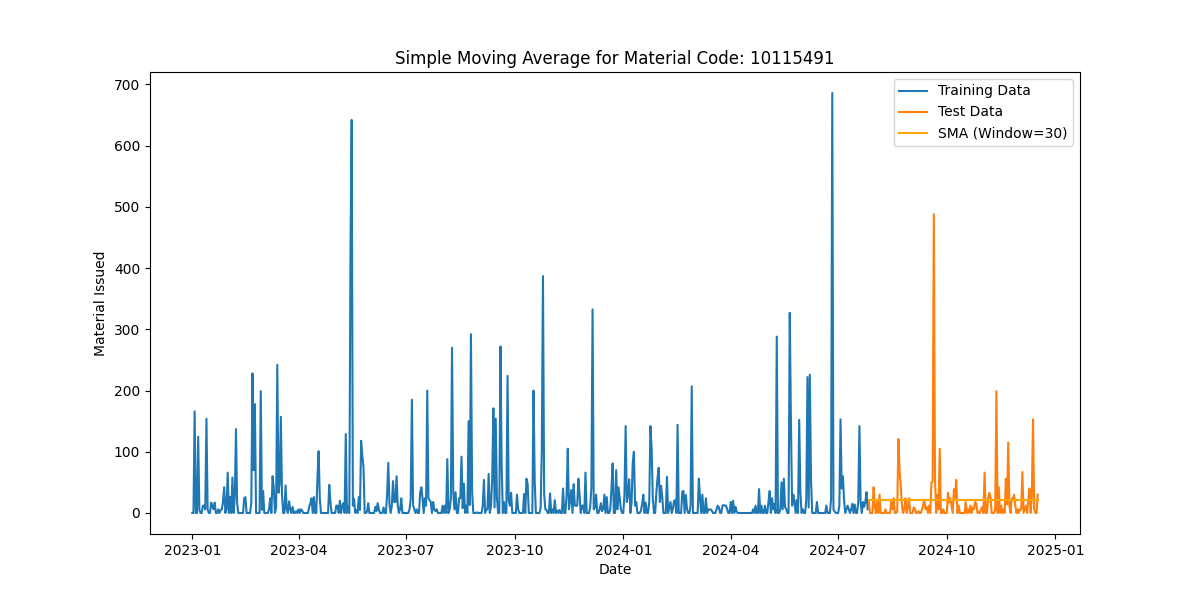 Simple Moving Average for Material Code: 10115491
700
600
500
400
300
200
100
0
Material Issued
Training Data
Test Data
SMA (Window=30)
2023-01
2023-04
2023-07
2023-10
2024-01
2024-04
2024-07
2024-10
2025-01
Date